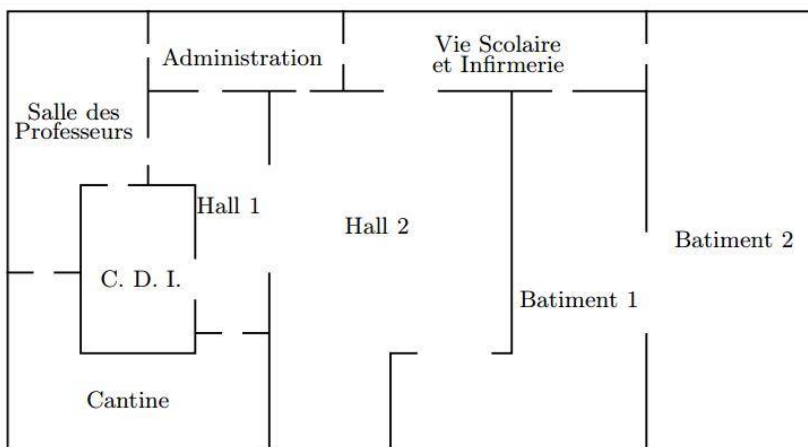 Administration
Vie Scolaire
et Infirmerie
Salle des
Professeurs
Hall 1
Hall 2
Batiment 2
C. D. I.
Batiment 1
Cantine